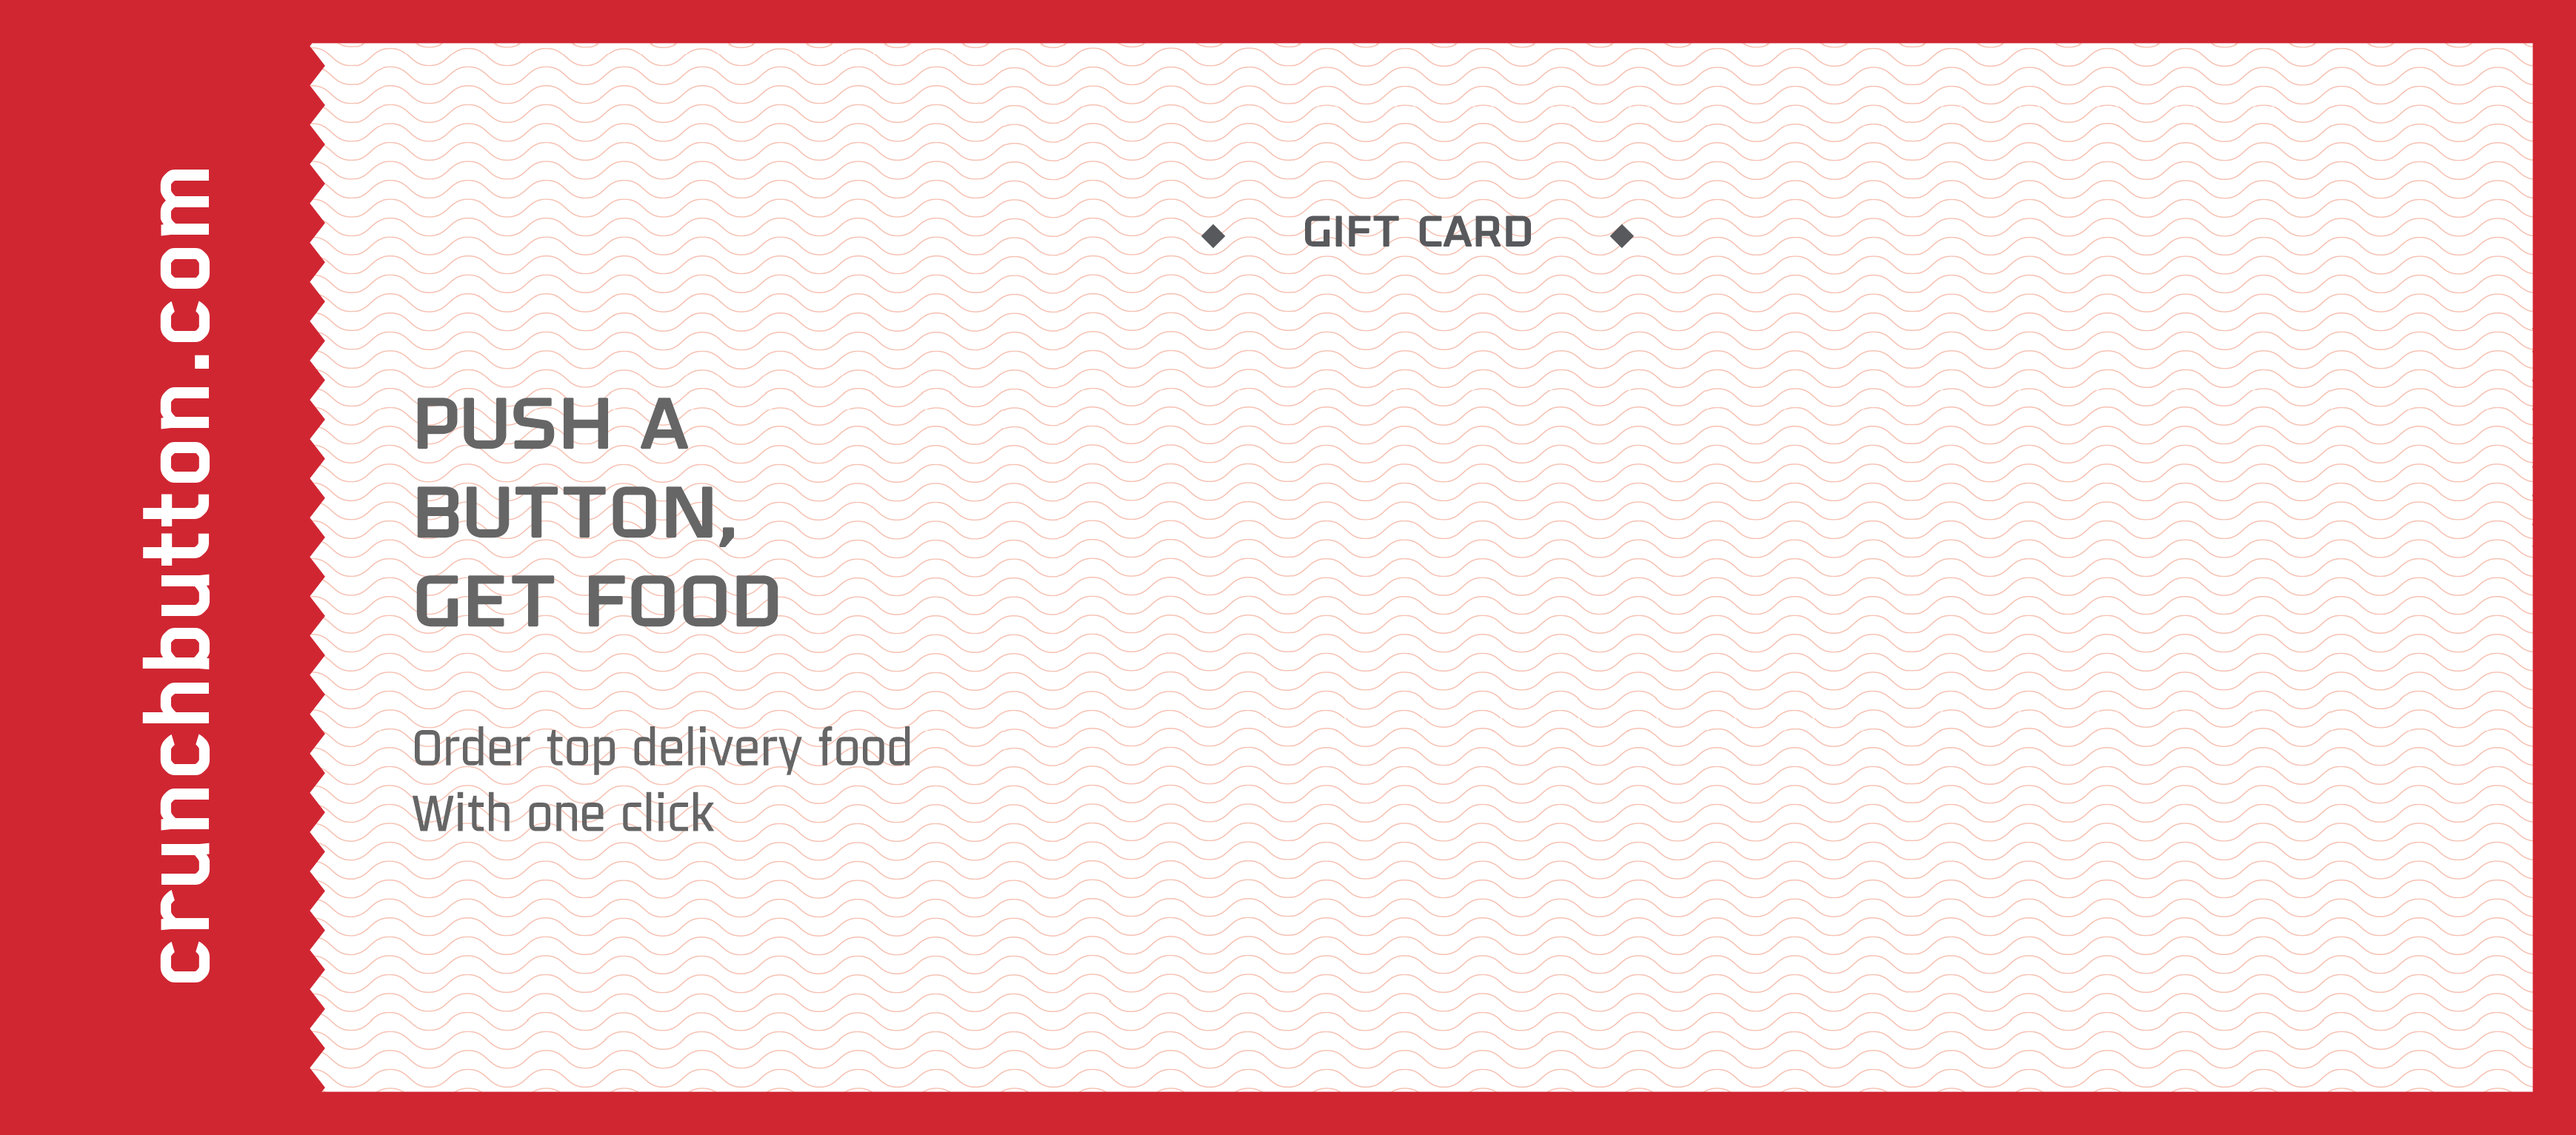 crunchbutton.com
GIFT CARD
PUSH A
BUTTON,
GET FOOD
Order top delivery food
With one click